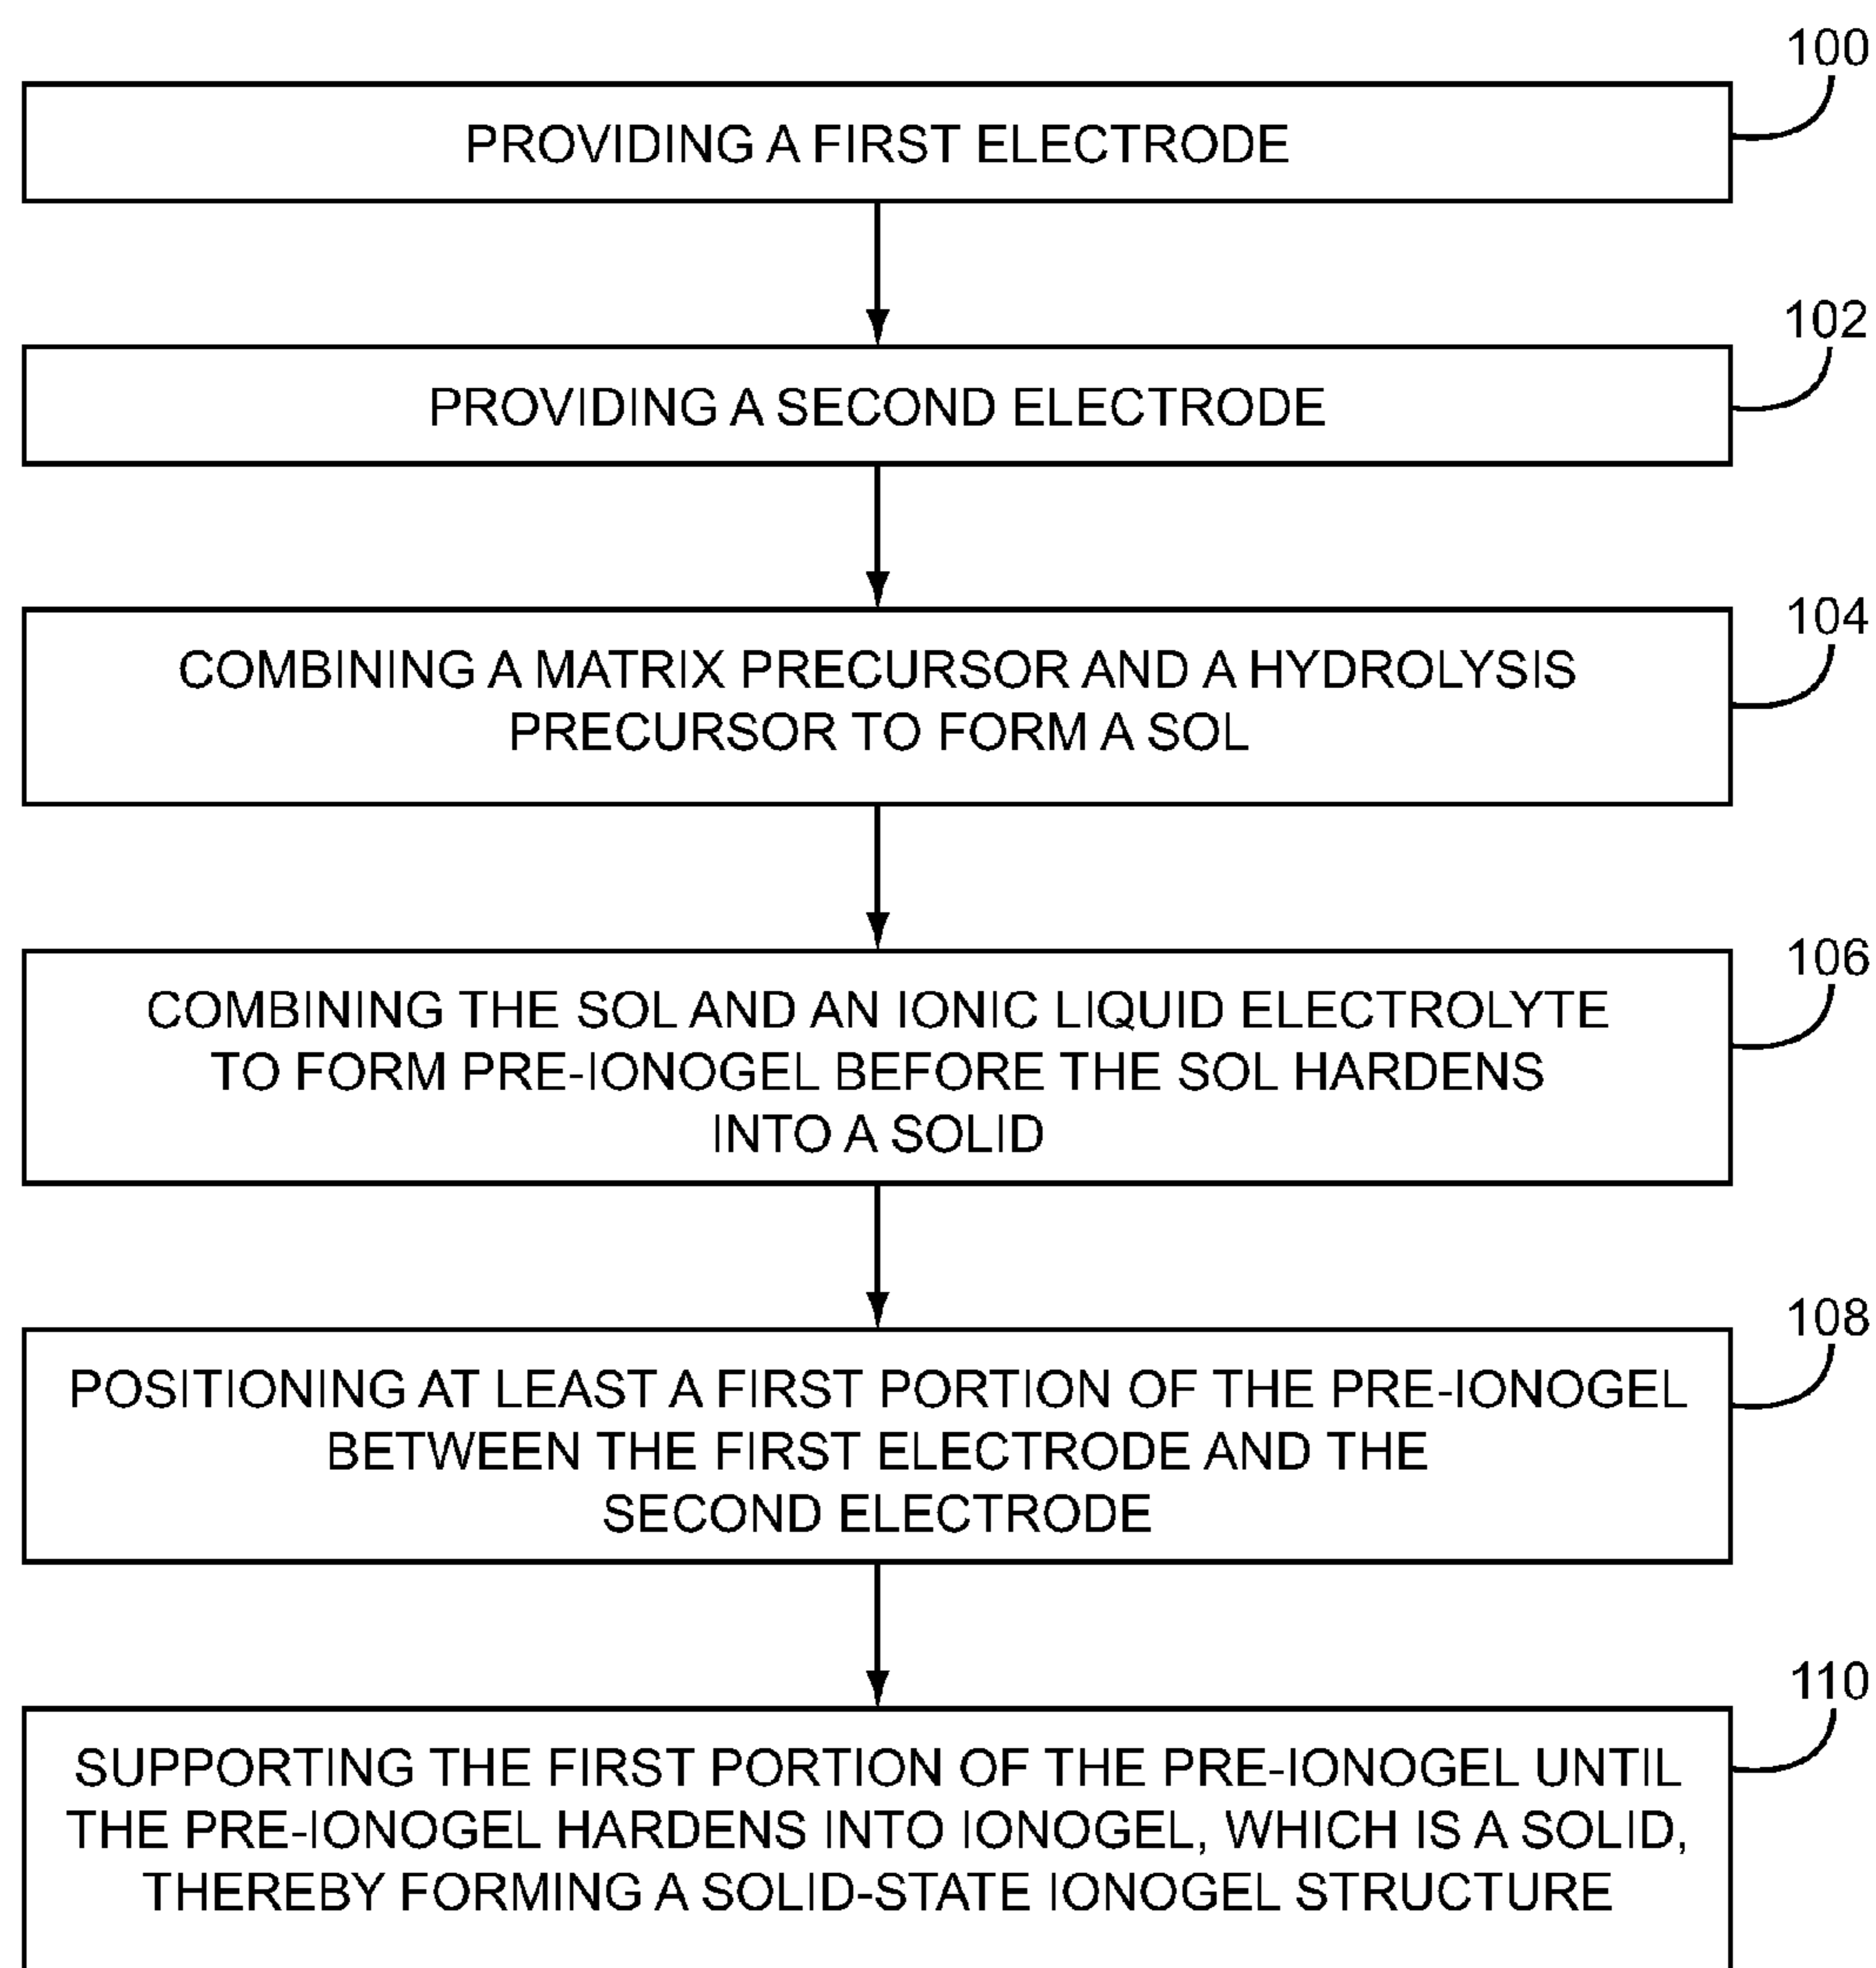 100
PROVIDING A FIRST ELECTRODE
102
PROVIDING A SECOND ELECTRODE
104
COMBINING A MATRIX PRECURSOR AND A HYDROLYSIS
PRECURSOR TO FORM A SOL
106
COMBINING THE SOL AND AN IONIC LIQUID ELECTROLYTE
TO FORM PRE-IONOGEL BEFORE THE SOL HARDENS
INTO A SOLID
108
POSITIONING AT LEAST A FIRST PORTION OF THE PRE-IONOGEL
BETWEEN THE FIRST ELECTRODE AND THE
SECOND ELECTRODE
110
SUPPORTING THE FIRST PORTION OF THE PRE-IONOGEL UNTIL
THE PRE-IONOGEL HARDENS INTO IONOGEL, WHICH IS A SOLID,
THEREBY FORMING A SOLID-STATE IONOGEL STRUCTURE